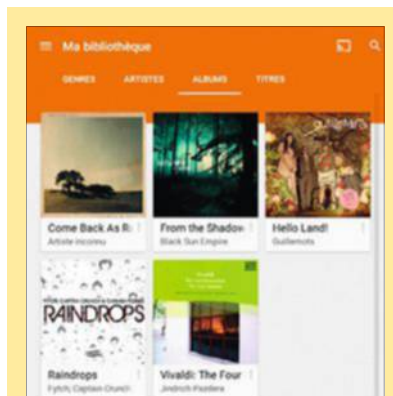 Ma bibliothèque
GENRES ARTISTES ALBUMS TITRES
Come Back As R
Artiste inconnu
From the Shadow
Black Sun Empire
Hello Land!
Guillemots
RAINDROPS
Raindrops
Fytch, Captain Crunch
Vivaldi
Vivaldi: The Four
Jindrich Pazdera